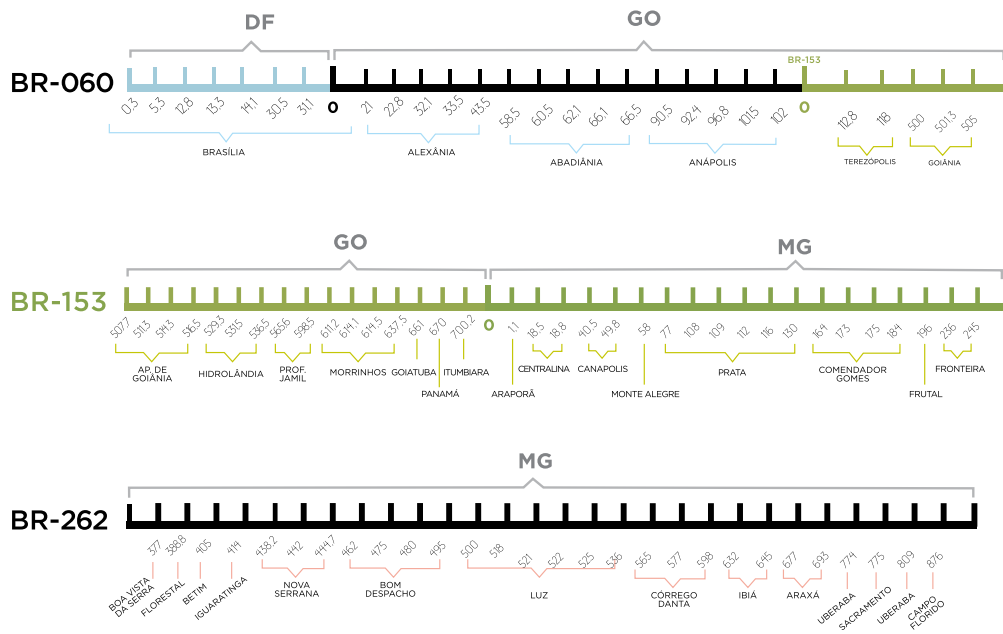 DF
GO
BR-060
BR-153
0
0
0.3 5.3 12.8 13.3 14.1 30.5 31.1 21 22.8 32.1 33.5 43.5 58.5 60.5 62.1 66.1 66.5 90.5 92.4 96.8 101.5 102 112.8 118 500 501.3 505
BRASÍLIA ALEXÂNIA ABADIÂNIA ANÁPOLIS TEREZÓPOLIS GOIÂNIA
GO
MG
BR-153
0
507.7 511.3 514.3 516.5 529.3 531.5 536.5 565.6 598.5 611.2 614.1 614.5 637.5 661 670 700.2 1.1 18.5 18.8 40.5 49.8 58 77 108 109 112 116 130 164 173 175 184 196 236 245
AP. DE
GOIÂNIA
HIDROLÂNDIA
PROF.
JAMIL
MORRINHOS
GOIATUBA
PANAMÁ
ITUMBIARA
ARAPORÃ
CENTRALINA
CANAPOLIS
MONTE ALEGRE
PRATA
COMENDADOR
GOMES
FRUTAL
FRONTEIRA
MG
BR-262
377 388.8 405 414 438.2 442 444.7 462 475 480 495 500 518 521 522 525 536 565 577 598 632 645 677 693 774 775 809 876
BOA VISTA
DA SERRA
FLORESTAL
BETIM
IGUARATINGA
NOVA
SERRANA
BOM
DESPACHO
LUZ
CÓRREGO
DANTA
IBIÁ
ARAXÁ
UBERABA
SACRAMENTO
UBERABA
CAMPO
FLORIDO